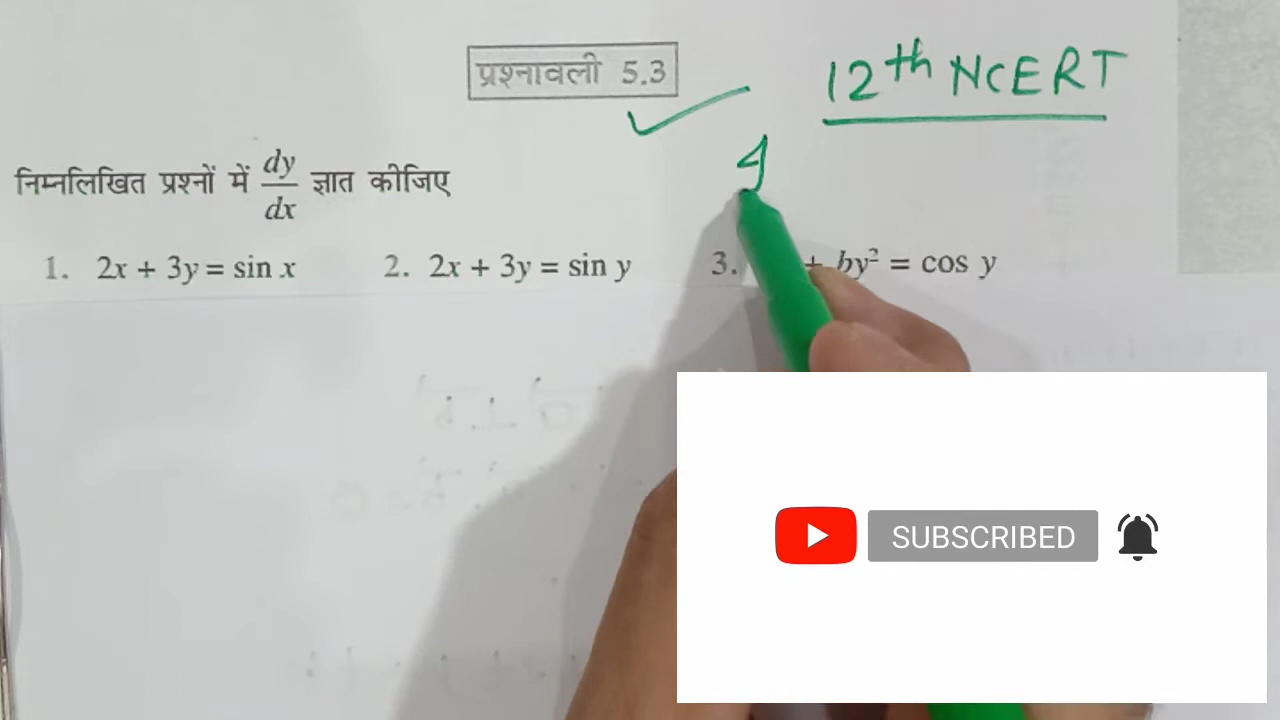 प्रश्नावली 5.3
12th NCERT
निम्नलिखित प्रश्नों में dy/dx ज्ञात कीजिए
1. 2x + 3y = sin x 2. 2x + 3y = sin y 3. + by² = cos y
SUBSCRIBED